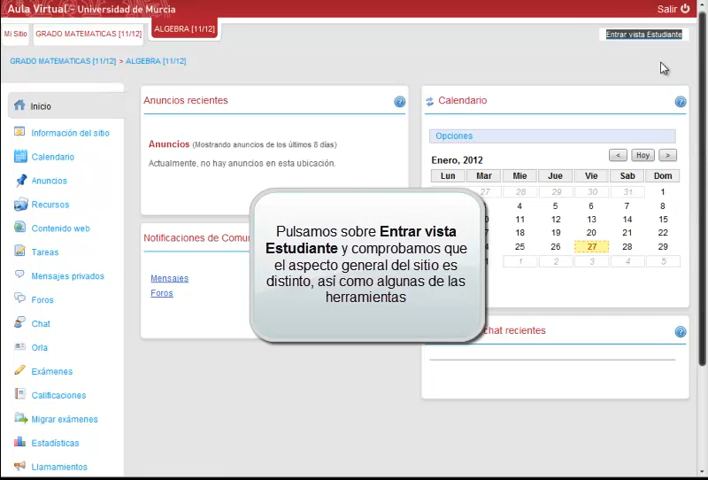 Aula Virtual - Universidad de Murcia
Salir
Mi Sitio
GRADO MATEMATICAS [11/12]
ALGEBRA [11/12]
Entrar vista Estudiante
GRADO MATEMATICAS [11/12] > ALGEBRA [11/12]
Inicio
Información del sitio
Calendario
Anuncios
Recursos
Contenido web
Tareas
Mensajes privados
Foros
Chat
Orla
Exámenes
Calificaciones
Migrar exámenes
Estadísticas
Llamamientos
Anuncios recientes
Anuncios (Mostrando anuncios de los últimos 8 días)
Actualmente, no hay anuncios en esta ubicación.
Notificaciones de Comu
Mensajes
Foros
Pulsamos sobre Entrar vista
Estudiante y comprobamos que
el aspecto general del sitio es
distinto, así como algunas de las
herramientas
Calendario
Opciones
Enero, 2012
< Hoy >
Lun Mar Mie Jue Vie Sab Dom
27 28 29 30 31 1
4 5 6 7 8
11 12 13 14 15
18 19 20 21 22
25 26 27 28 29
1 2 3 4 5
chat recientes